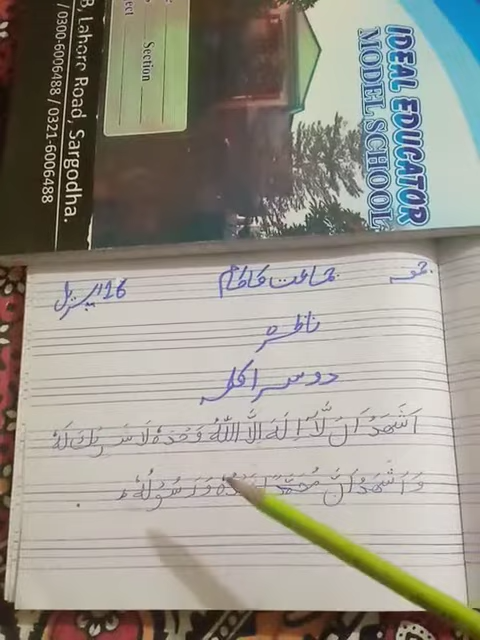 IDEAL EDUCATOR
MODEL SCHOOL
Section
B, Lahore Road, Sargodha.
/ 0300-6006488 / 0321-6006488
جمعہ جماعت کا کام 16 اپریل
ناظرہ
دوسرا کلمہ
اَشْهَدُ اَنْ لَّاۤ اِلٰهَ اِلَّا اللّٰهُ وَحْدَهٗ لَا شَرِيْكَ لَهٗ
وَاَشْهَدُ اَنَّ مُحَمَّدًا عَبْدُهٗ وَرَسُوْلُهٗ ؕ